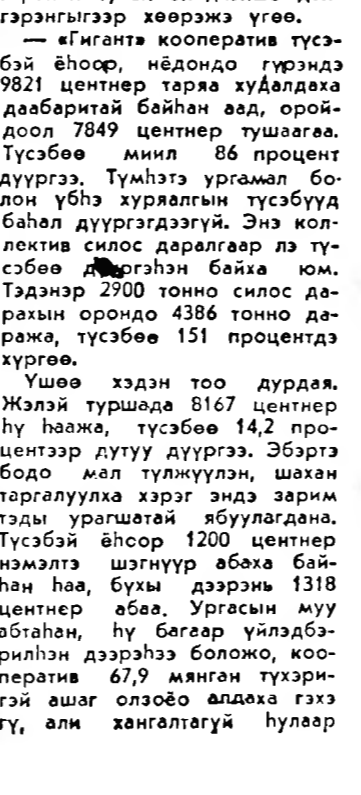 гэрэнгыгээр хөөрэжэ үгөө.
— «Гигант» кооператив түсэ-
бэй ёһоор, нёдондо гүрэндэ
9821 центнер таряа худалдаха
даабаритай байһан аад, орой-
доол 7849 центнер тушаагаа.
Түсэбөө миил 86 процент
дүүргээ. Түмһэтэ ургамал бо-
лон үбһэ хуряалгын түсэбүүд
баһал дүүргэгдээгүй. Энэ кол-
лектив силос даралгаар лэ тү-
сэбөө байха юм.
Тэдэнэр 2900 тонно силос да-
рахын орондо 4386 тонно да-
ража, түсэбөө 151 процентдэ
хүргөө.
Үшөө хэдэн тоо дурдая.
Жэлэй туршада 8167 центнер
һү һаажа, түсэбөө 14,2 про-
центээр дутуу дүүргээ. Эбэртэ
бодо мал түлжүүлэн, шахан
таргалуулха хэрэг эндэ зарим
тэды урагшатай ябуулагдана.
Түсэбэй ёһоор 1200 центнер
нэмэлтэ шэгнүүр абаха бай-
һан һаа, бүхы дээрэнь 1318
центнер абаа. Ургасын муу
абтаһан, һү багаар үйлэдбэ-
рилһэн дээрэһээ боложо, коо-
ператив 67,9 мянган түхэри-
гэй ашаг олзоёо алдаха гэхэ
гү, али хангалтагүй һулаар